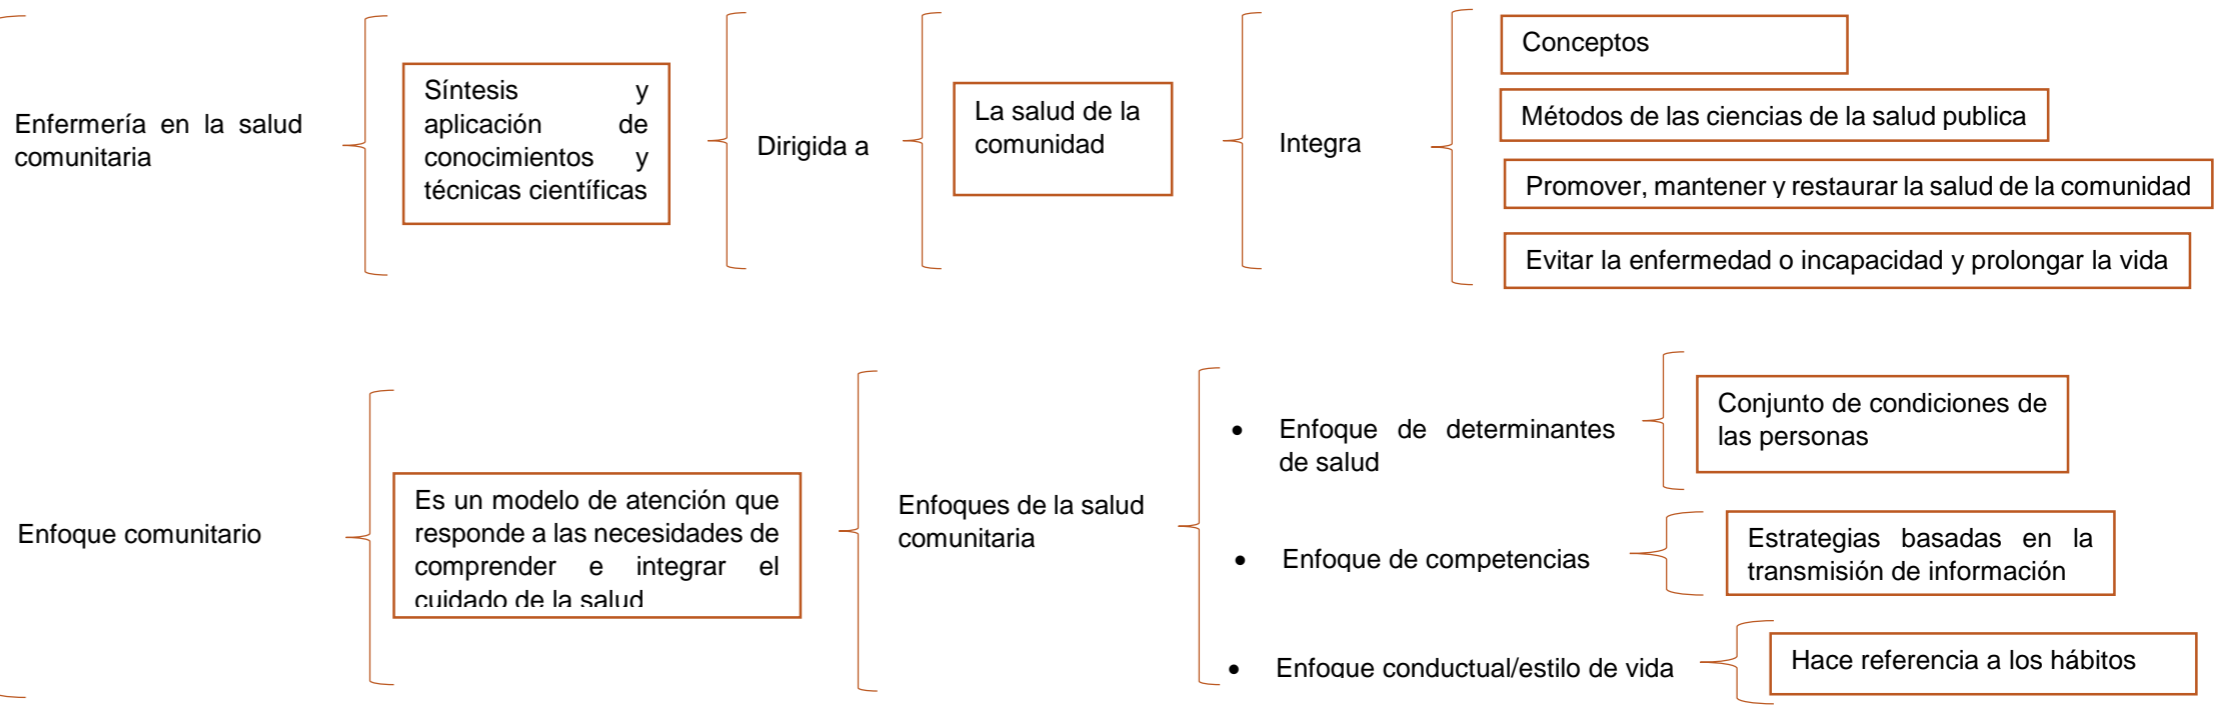 Enfermería en la salud
comunitaria
Síntesis y
aplicación de
conocimientos y
técnicas científicas
Dirigida a
La salud de la
comunidad
Integra
Conceptos
Métodos de las ciencias de la salud publica
Promover, mantener y restaurar la salud de la comunidad
Evitar la enfermedad o incapacidad y prolongar la vida
Enfoque comunitario
Es un modelo de atención que
responde a las necesidades de
comprender e integrar el
cuidado de la salud
Enfoques de la salud
comunitaria
• Enfoque de determinantes
de salud
Conjunto de condiciones de
las personas
• Enfoque de competencias
Estrategias basadas en la
transmisión de información
• Enfoque conductual/estilo de vida
Hace referencia a los hábitos